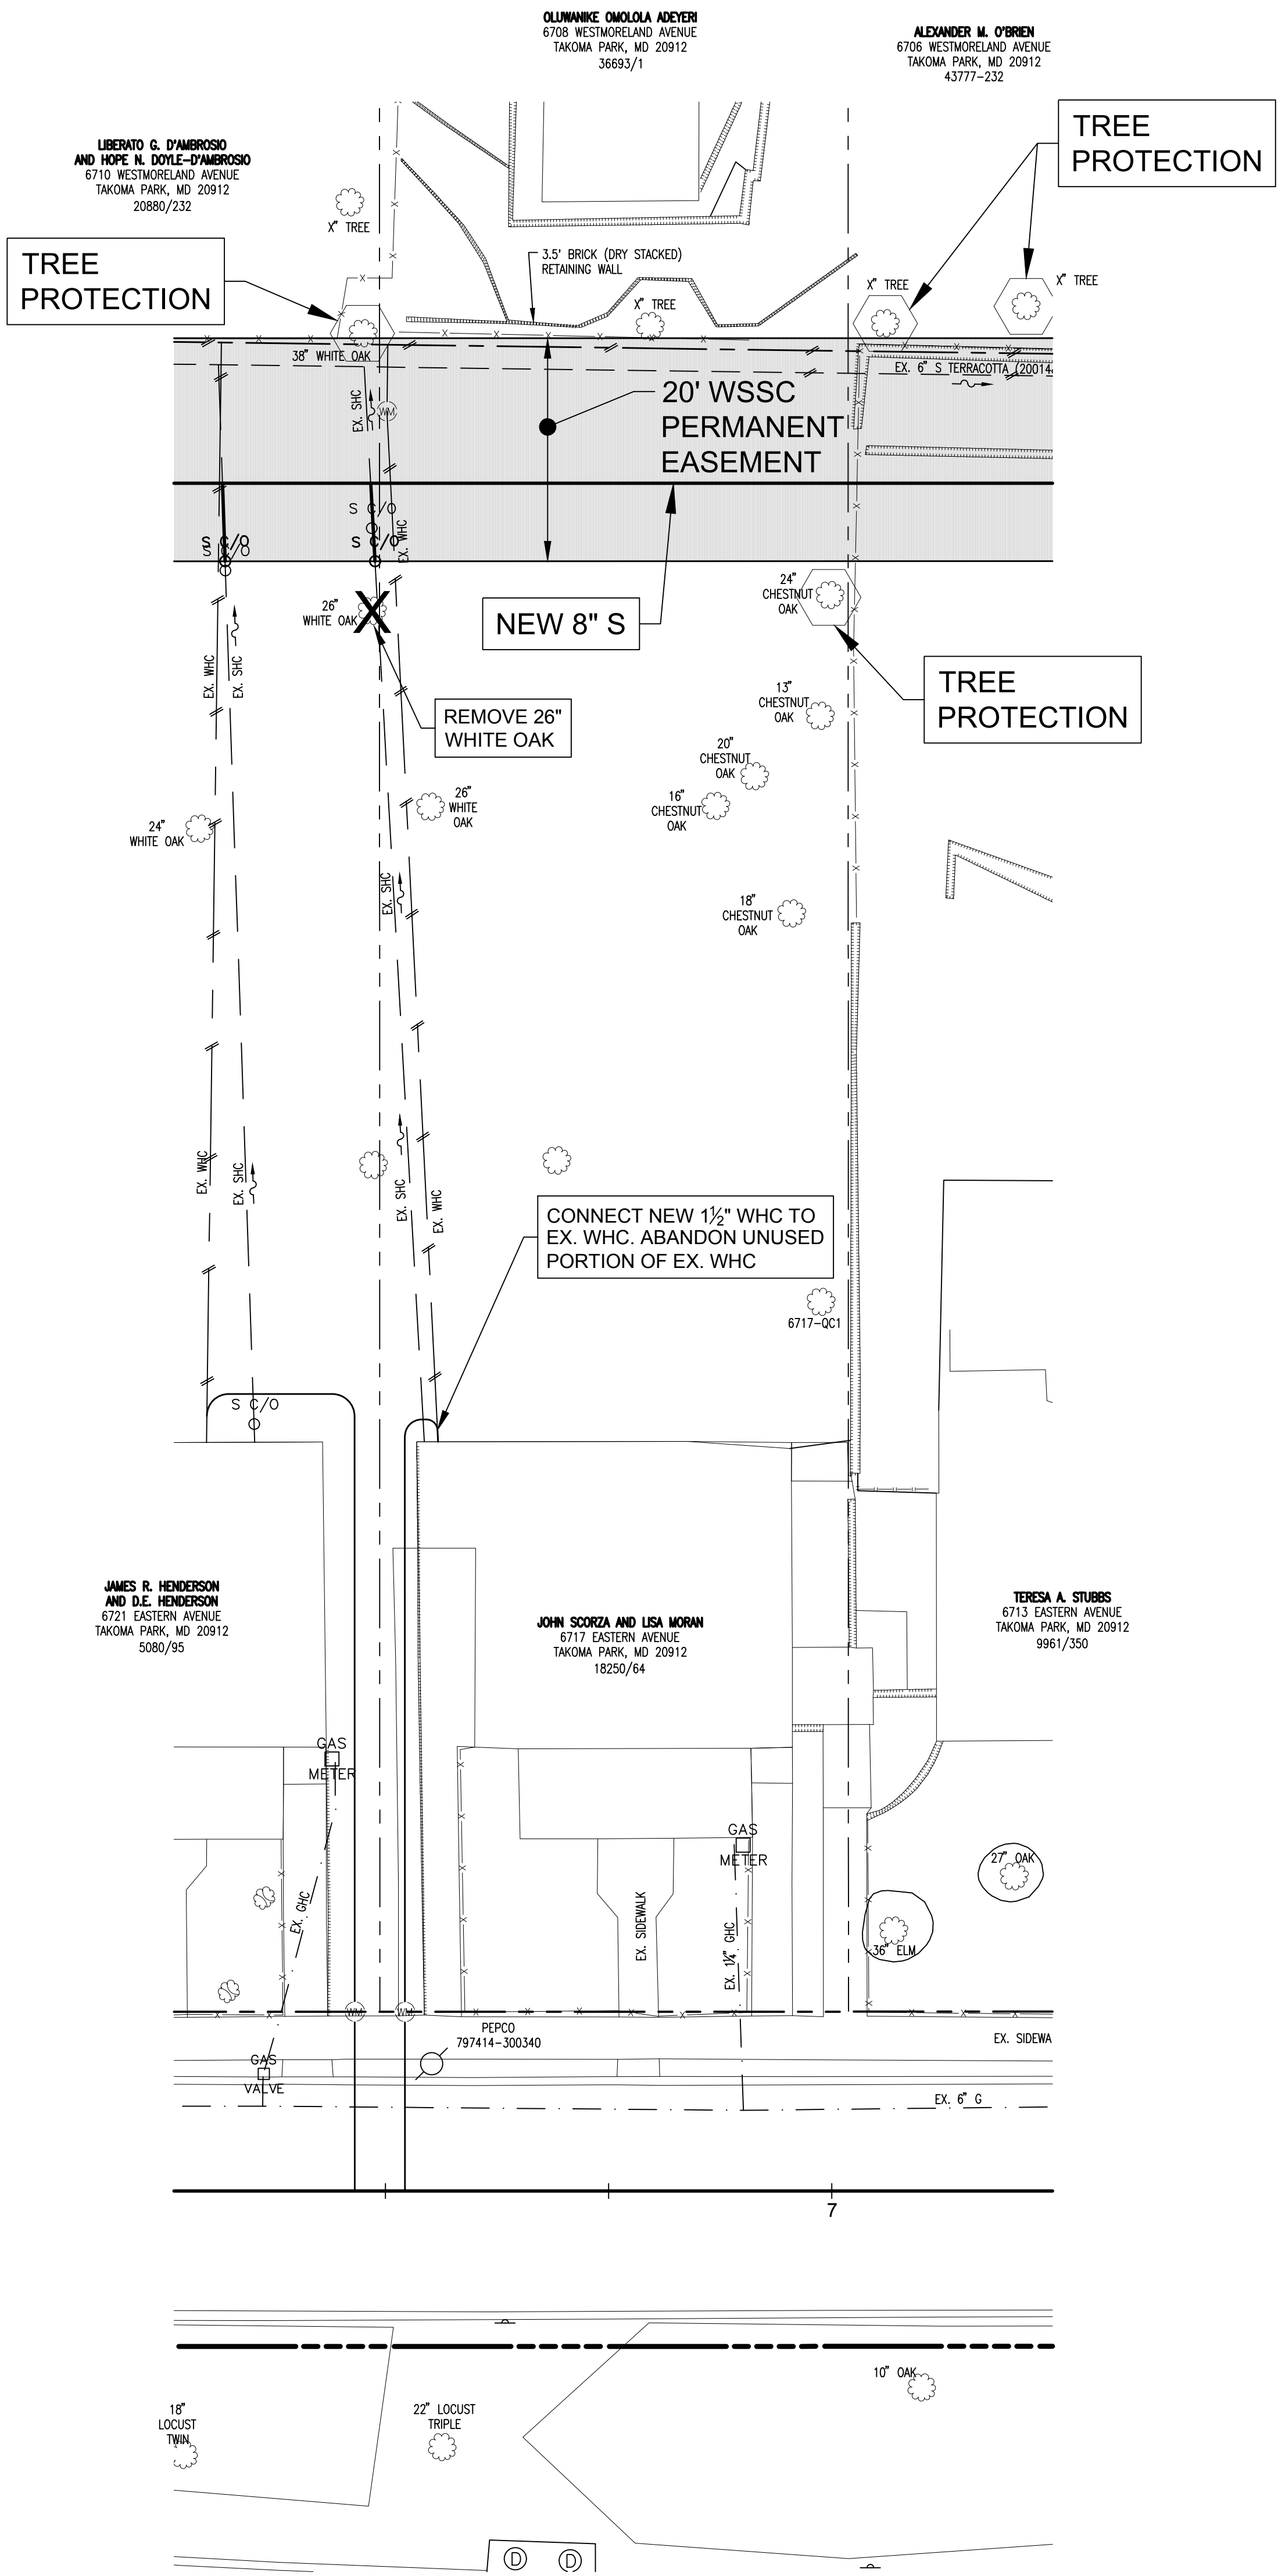 OLUWANIKE OMOLOLA ADEYERI
6708 WESTMORELAND AVENUE
TAKOMA PARK, MD 20912
36693/1
ALEXANDER M. O'BRIEN
6706 WESTMORELAND AVENUE
TAKOMA PARK, MD 20912
43777-232
TREE
PROTECTION
LIBERATO G. D'AMBROSIO
AND HOPE N. DOYLE-D'AMBROSIO
6710 WESTMORELAND AVENUE
TAKOMA PARK, MD 20912
20880/232
X" TREE
TREE
PROTECTION
3.5' BRICK (DRY STACKED)
RETAINING WALL
X" TREE
X" TREE
X" TREE
38" WHITE OAK
EX. 6" S TERRACOTTA (20014
EX. SHC
WM
20' WSSC
PERMANENT
EASEMENT
S C/O
S C/O
S C/O
S C/O
EX. WHC
26"
WHITE OAK
X
NEW 8" S
24"
CHESTNUT
OAK
EX. WHC
EX. SHC
TREE
PROTECTION
13"
CHESTNUT
OAK
REMOVE 26"
WHITE OAK
20"
CHESTNUT
OAK
16"
CHESTNUT
OAK
26"
WHITE
OAK
24"
WHITE OAK
EX. SHC
18"
CHESTNUT
OAK
EX. WHC
EX. SHC
EX. SHC
EX. WHC
CONNECT NEW 1½" WHC TO
EX. WHC. ABANDON UNUSED
PORTION OF EX. WHC
6717-QC1
S C/O
JAMES R. HENDERSON
AND D.E. HENDERSON
6721 EASTERN AVENUE
TAKOMA PARK, MD 20912
5080/95
JOHN SCORZA AND LISA MORAN
6717 EASTERN AVENUE
TAKOMA PARK, MD 20912
18250/64
TERESA A. STUBBS
6713 EASTERN AVENUE
TAKOMA PARK, MD 20912
9961/350
GAS
METER
GAS
METER
27" OAK
EX. GHC
EX. SIDEWALK
EX. 1¼" GHC
36" ELM
WM
WM
PEPCO
797414-300340
EX. SIDEWA
GAS
VALVE
EX. 6" G
7
10" OAK
18"
LOCUST
TWIN
22" LOCUST
TRIPLE
D
D